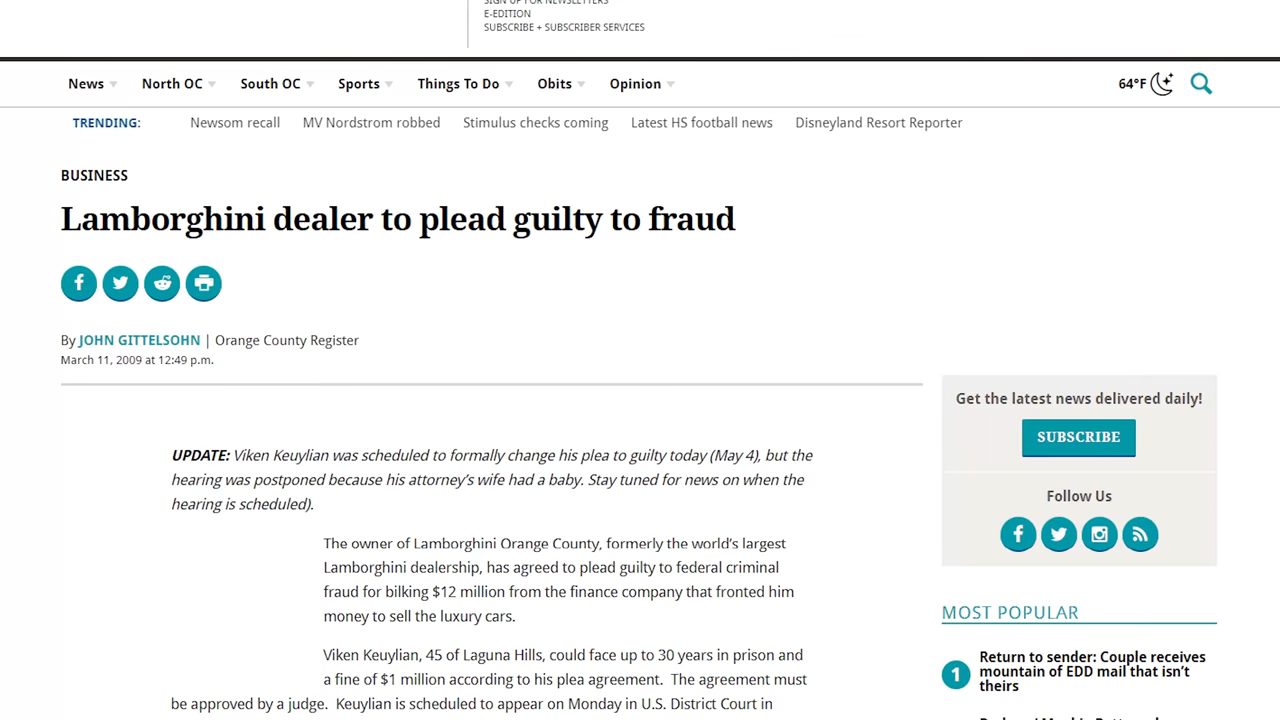 SIGN UP FOR NEWSLETTERS
E-EDITION
SUBSCRIBE + SUBSCRIBER SERVICES
News North OC South OC Sports Things To Do Obits Opinion 64°F
TRENDING: Newsom recall MV Nordstrom robbed Stimulus checks coming Latest HS football news Disneyland Resort Reporter
BUSINESS
Lamborghini dealer to plead guilty to fraud
By JOHN GITTELSOHN | Orange County Register
March 11, 2009 at 12:49 p.m.
UPDATE: Viken Keuylian was scheduled to formally change his plea to guilty today (May 4), but the
hearing was postponed because his attorney's wife had a baby. Stay tuned for news on when the
hearing is scheduled).
The owner of Lamborghini Orange County, formerly the world's largest
Lamborghini dealership, has agreed to plead guilty to federal criminal
fraud for bilking $12 million from the finance company that fronted him
money to sell the luxury cars.
Viken Keuylian, 45 of Laguna Hills, could face up to 30 years in prison and
a fine of $1 million according to his plea agreement. The agreement must
be approved by a judge. Keuylian is scheduled to appear on Monday in U.S. District Court in
Get the latest news delivered daily!
SUBSCRIBE
Follow Us
MOST POPULAR
1 Return to sender: Couple receives
mountain of EDD mail that isn't
theirs